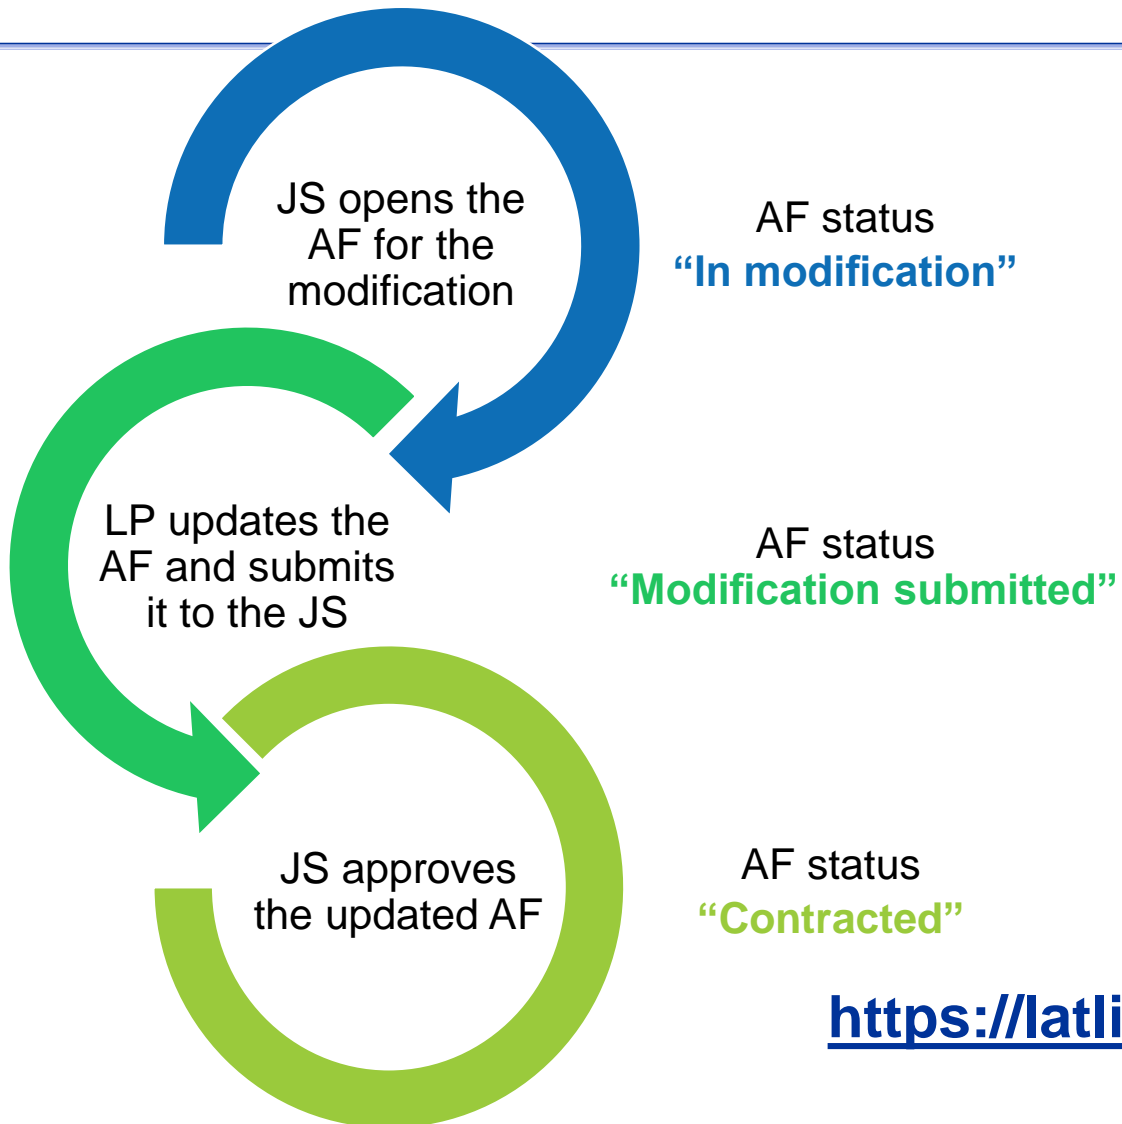 JS opens the
AF for the
modification
AF status
“In modification”
LP updates the
AF and submits
it to the JS
AF status
“Modification submitted”
JS approves
the updated AF
AF status
“Contracted”
https://latli